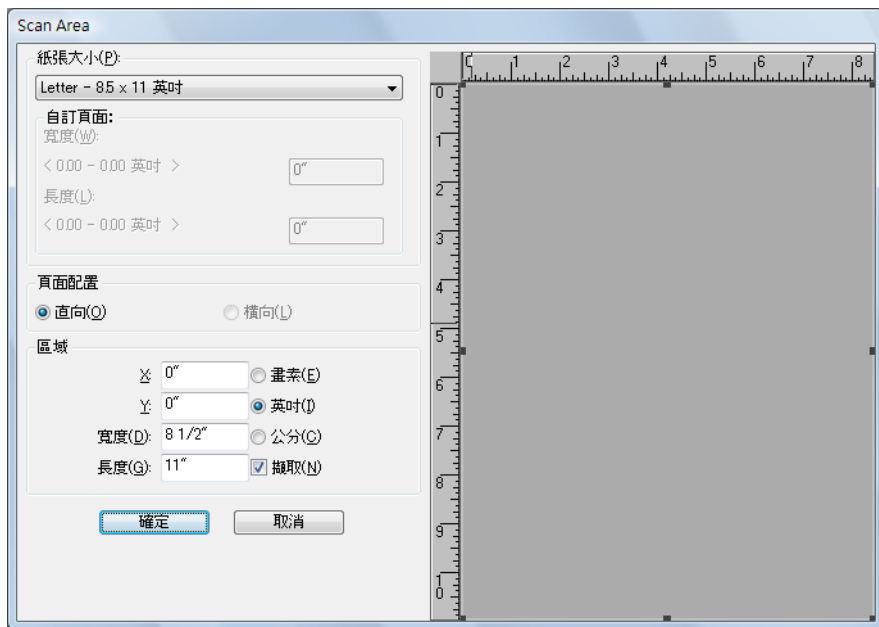 Scan Area
紙張大小(P):
Letter - 8.5 x 11 英吋
自訂頁面:
寬度(W):
< 0.00 - 0.00 英吋 >
0"
長度(L):
< 0.00 - 0.00 英吋 >
0"
頁面配置
直向(O) 橫向(L)
區域
X: 0" 畫素(E)
Y: 0" 英吋(I)
寬度(D): 8 1/2" 公分(C)
長度(G): 11" 擷取(N)
確定 取消
0 1 2 3 4 5 6 7 8
0
1
2
3
4
5
6
7
8
9
10